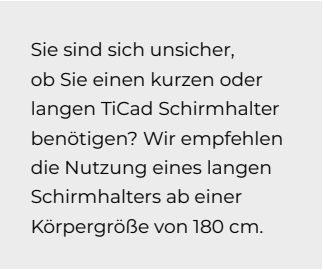 Sie sind sich unsicher,
ob Sie einen kurzen oder
langen TiCad Schirmhalter
benötigen? Wir empfehlen
die Nutzung eines langen
Schirmhalters ab einer
Körpergröße von 180 cm.